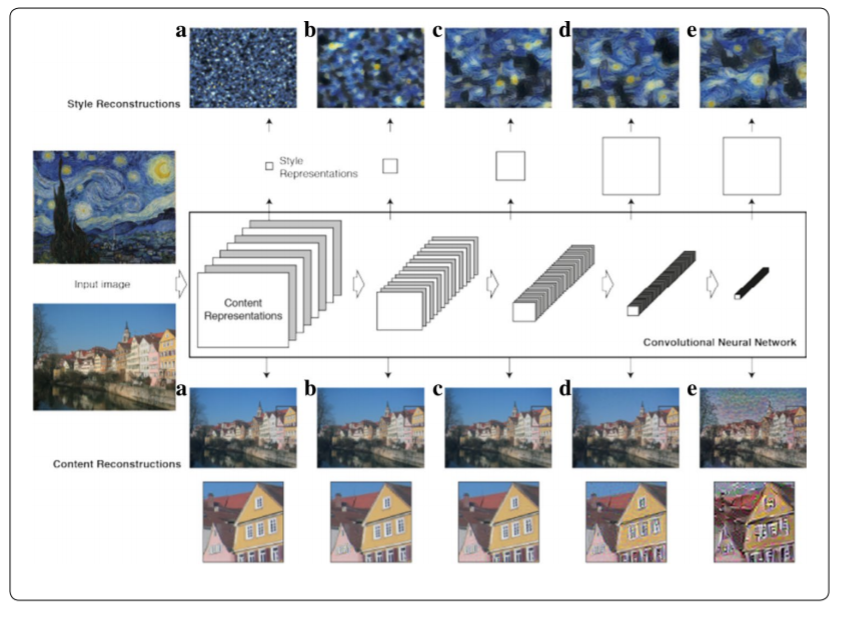 a b c d e
Style Reconstructions
Style
Representations
Input image
Content
Representations
Convolutional Neural Network
a b c d e
Content Reconstructions